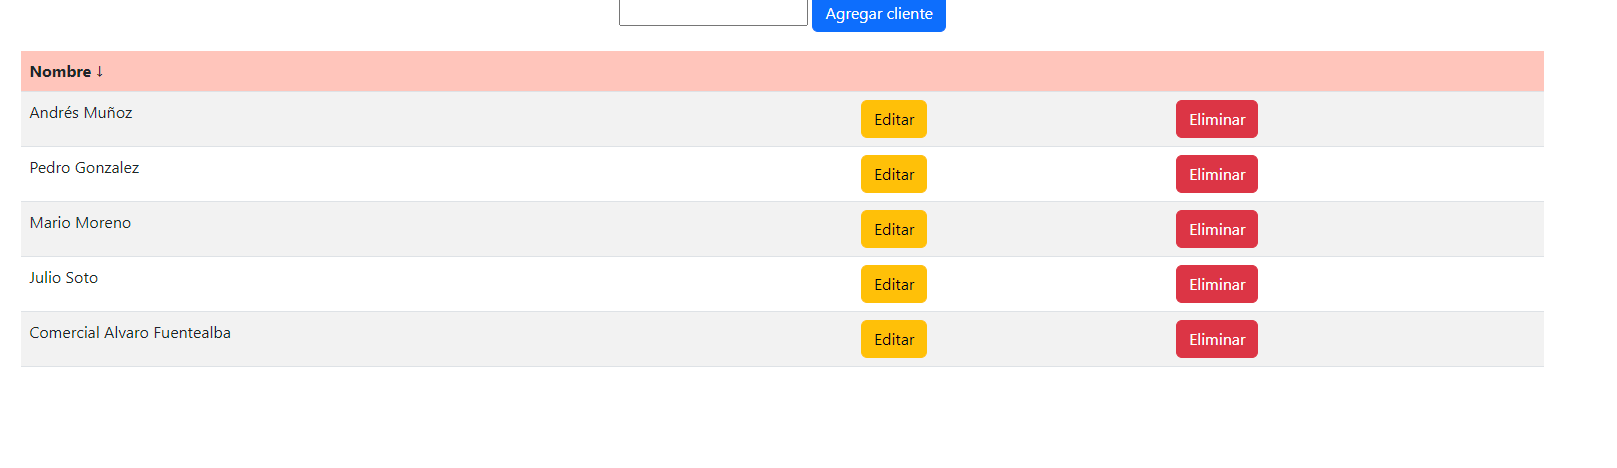 Agregar cliente
Nombre ↓
Andrés Muñoz Editar Eliminar
Pedro Gonzalez Editar Eliminar
Mario Moreno Editar Eliminar
Julio Soto Editar Eliminar
Comercial Alvaro Fuentealba Editar Eliminar